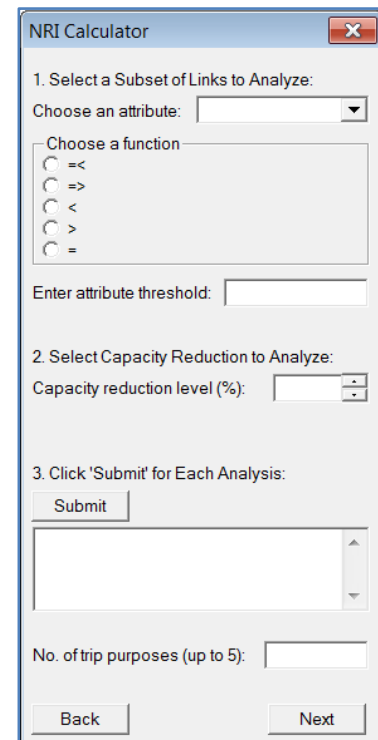 NRI Calculator
1. Select a Subset of Links to Analyze:
Choose an attribute:
Choose a function
=<
=>
<
>
=
Enter attribute threshold:
2. Select Capacity Reduction to Analyze:
Capacity reduction level (%):
3. Click 'Submit' for Each Analysis:
Submit
No. of trip purposes (up to 5):
Back Next